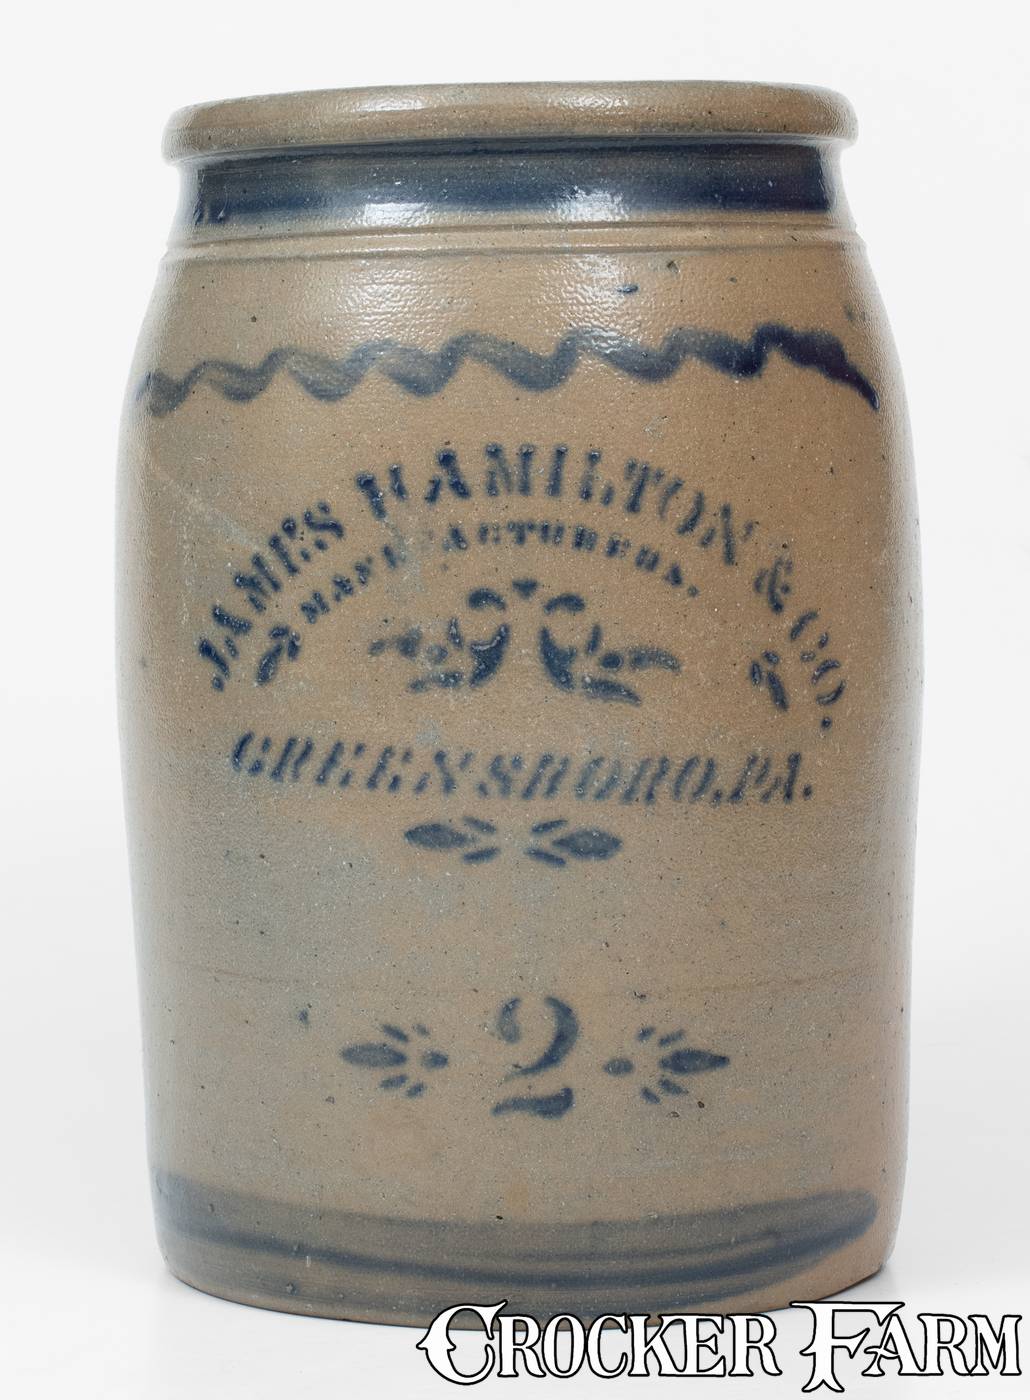 JAMES HAMILTON & CO.
MANUFACTURERS.
GREENSBORO, PA.
2
CROCKER FARM